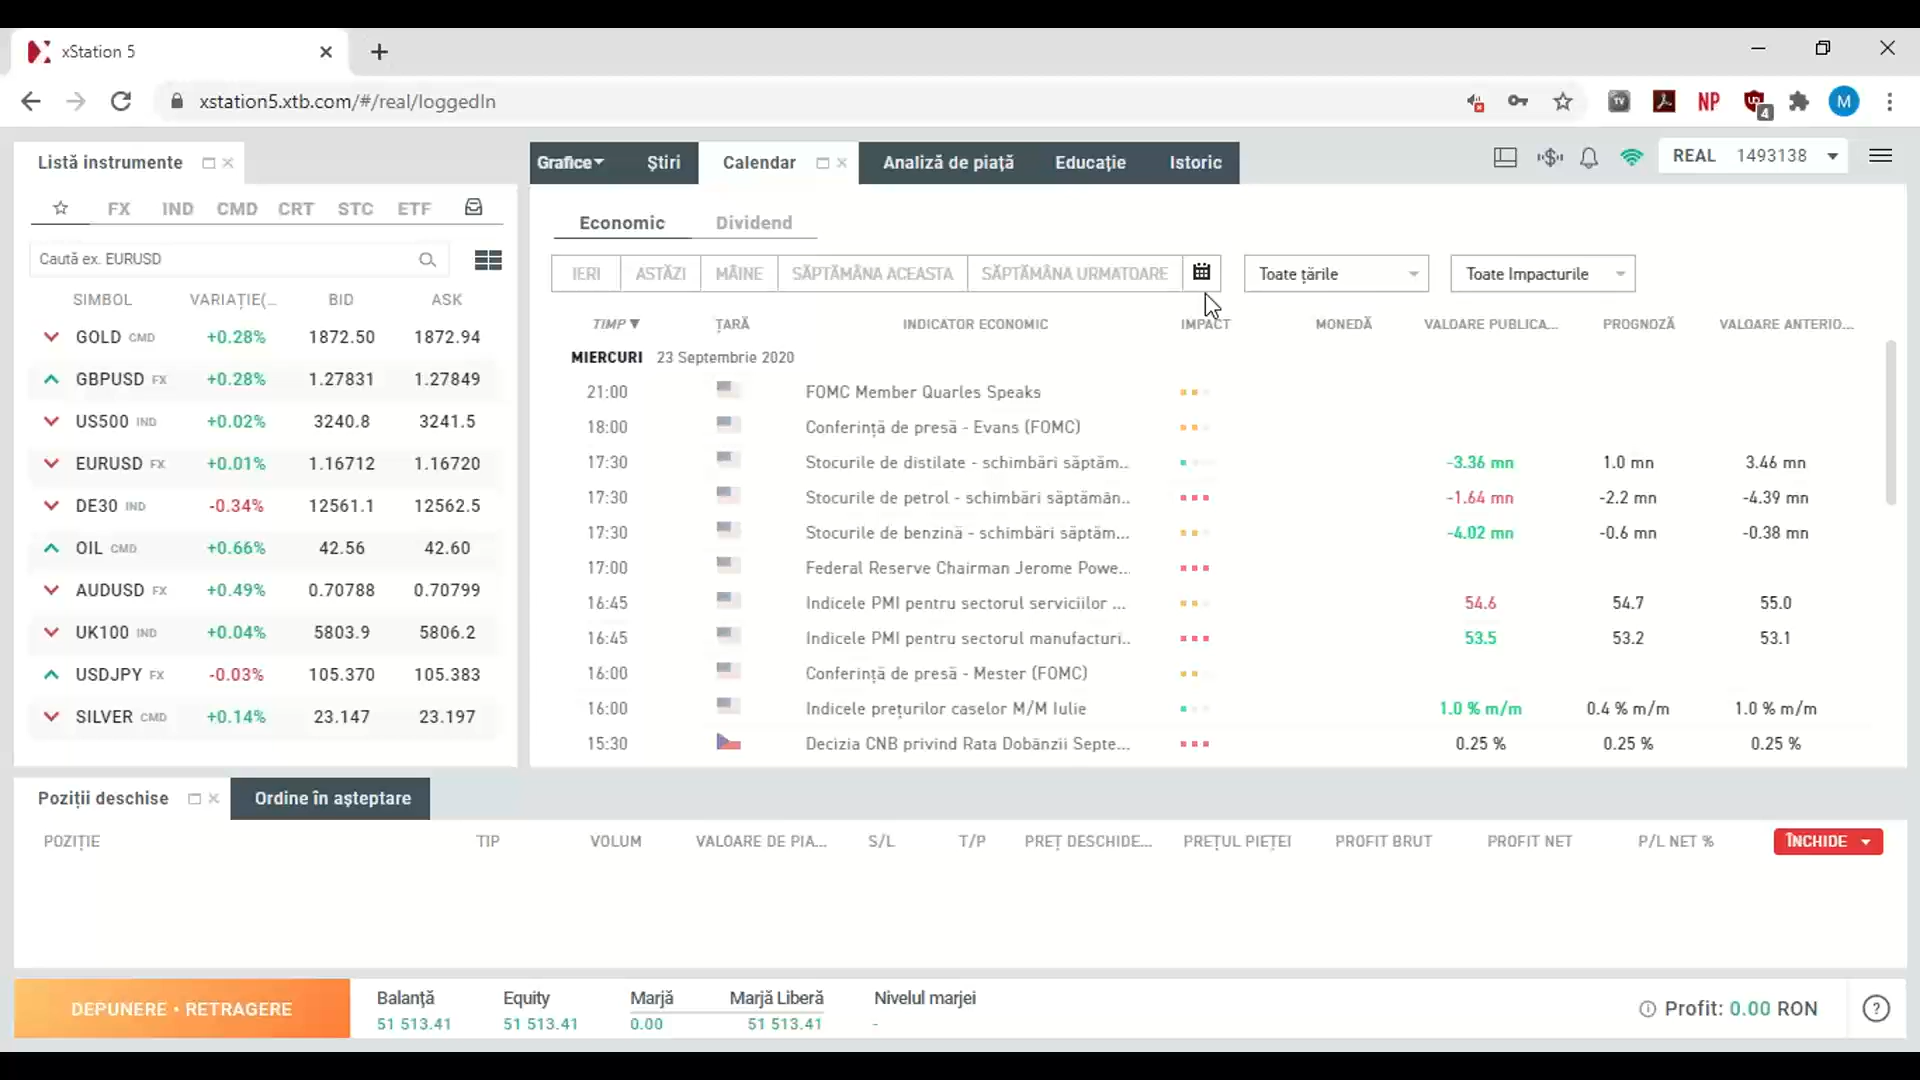 xStation 5
xstation5.xtb.com/#/real/loggedIn
TV
NP
4
M
Listă instrumente
Grafice
Știri
Calendar
Analiză de piață
Educație
Istoric
REAL 1493138
FX IND CMD CRT STC ETF
Economic
Dividend
Caută ex. EURUSD
IERI
ASTĂZI
MÂINE
SĂPTĂMÂNA ACEASTA
SĂPTĂMÂNA URMATOARE
Toate țările
Toate Impacturile
SIMBOL VARIAȚIE(... BID ASK
GOLD CMD +0.28% 1872.50 1872.94
GBPUSD FX +0.28% 1.27831 1.27849
US500 IND +0.02% 3240.8 3241.5
EURUSD FX +0.01% 1.16712 1.16720
DE30 IND -0.34% 12561.1 12562.5
OIL CMD +0.66% 42.56 42.60
AUDUSD FX +0.49% 0.70788 0.70799
UK100 IND +0.04% 5803.9 5806.2
USDJPY FX -0.03% 105.370 105.383
SILVER CMD +0.14% 23.147 23.197
TIMP ▼ ȚARĂ INDICATOR ECONOMIC IMPACT MONEDĂ VALOARE PUBLICA... PROGNOZĂ VALOARE ANTERIO...
MIERCURI 23 Septembrie 2020
21:00 FOMC Member Quarles Speaks
18:00 Conferință de presă - Evans (FOMC)
17:30 Stocurile de distilate - schimbări săptăm... -3.36 mn 1.0 mn 3.46 mn
17:30 Stocurile de petrol - schimbări săptămân... -1.64 mn -2.2 mn -4.39 mn
17:30 Stocurile de benzină - schimbări săptăm... -4.02 mn -0.6 mn -0.38 mn
17:00 Federal Reserve Chairman Jerome Powe...
16:45 Indicele PMI pentru sectorul serviciilor ... 54.6 54.7 55.0
16:45 Indicele PMI pentru sectorul manufacturi... 53.5 53.2 53.1
16:00 Conferință de presă - Mester (FOMC)
16:00 Indicele prețurilor caselor M/M Iulie 1.0 % m/m 0.4 % m/m 1.0 % m/m
15:30 Decizia CNB privind Rata Dobânzii Septe... 0.25 % 0.25 % 0.25 %
Poziții deschise
Ordine în așteptare
POZIȚIE TIP VOLUM VALOARE DE PIA... S/L T/P PREȚ DESCHIDE... PREȚUL PIEȚEI PROFIT BRUT PROFIT NET P/L NET % ÎNCHIDE
DEPUNERE • RETRAGERE
Balanță Equity Marjă Marjă Liberă Nivelul marjei
51 513.41 51 513.41 0.00 51 513.41 -
Profit: 0.00 RON
?